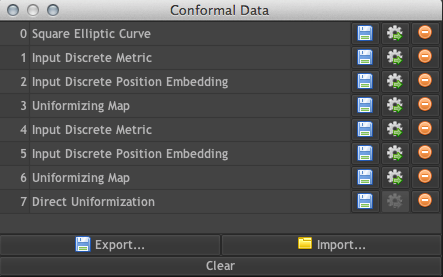 Conformal Data
0 Square Elliptic Curve
1 Input Discrete Metric
2 Input Discrete Position Embedding
3 Uniformizing Map
4 Input Discrete Metric
5 Input Discrete Position Embedding
6 Uniformizing Map
7 Direct Uniformization
Export... Import...
Clear